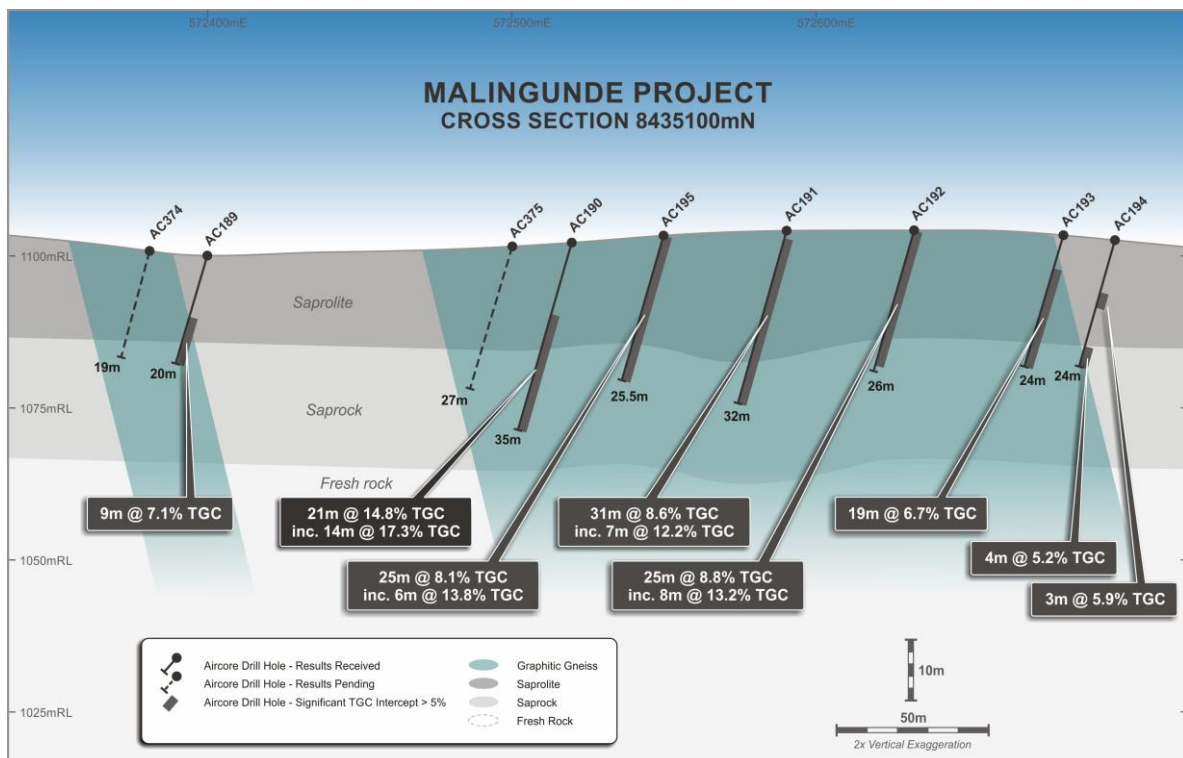 572400mE
572500mE
572600mE
MALINGUNDE PROJECT
CROSS SECTION 8435100mN
AC374
AC189
AC375
AC190
AC195
AC191
AC192
AC193
AC194
1100mRL
Saprolite
19m
20m
27m
25.5m
26m
24m
24m
1075mRL
Saprock
35m
32m
Fresh rock
9m @ 7.1% TGC
21m @ 14.8% TGC
inc. 14m @ 17.3% TGC
31m @ 8.6% TGC
inc. 7m @ 12.2% TGC
19m @ 6.7% TGC
1050mRL
4m @ 5.2% TGC
25m @ 8.1% TGC
inc. 6m @ 13.8% TGC
25m @ 8.8% TGC
inc. 8m @ 13.2% TGC
3m @ 5.9% TGC
Aircore Drill Hole - Results Received
Aircore Drill Hole - Results Pending
Aircore Drill Hole - Significant TGC Intercept > 5%
Graphitic Gneiss
Saprolite
Saprock
Fresh Rock
10m
1025mRL
50m
2x Vertical Exaggeration